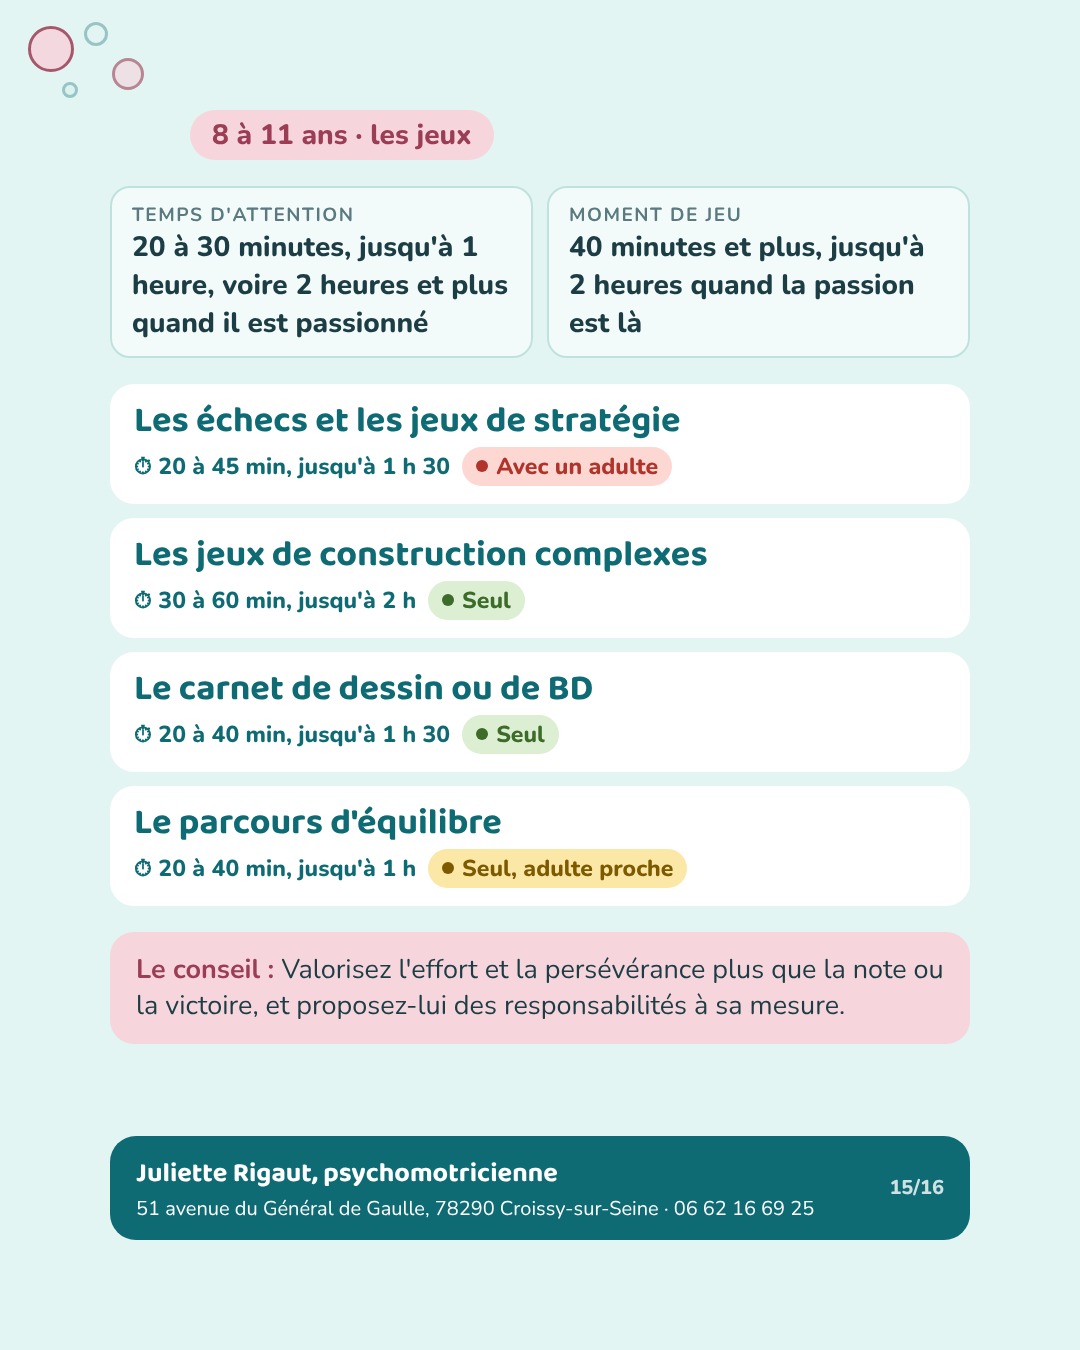 8 à 11 ans · les jeux
TEMPS D'ATTENTION
20 à 30 minutes, jusqu'à 1
heure, voire 2 heures et plus
quand il est passionné
MOMENT DE JEU
40 minutes et plus, jusqu'à
2 heures quand la passion
est là
Les échecs et les jeux de stratégie
⏱ 20 à 45 min, jusqu'à 1 h 30 ● Avec un adulte
Les jeux de construction complexes
⏱ 30 à 60 min, jusqu'à 2 h ● Seul
Le carnet de dessin ou de BD
⏱ 20 à 40 min, jusqu'à 1 h 30 ● Seul
Le parcours d'équilibre
⏱ 20 à 40 min, jusqu'à 1 h ● Seul, adulte proche
Le conseil : Valorisez l'effort et la persévérance plus que la note ou
la victoire, et proposez-lui des responsabilités à sa mesure.
Juliette Rigaut, psychomotricienne
51 avenue du Général de Gaulle, 78290 Croissy-sur-Seine · 06 62 16 69 25
15/16